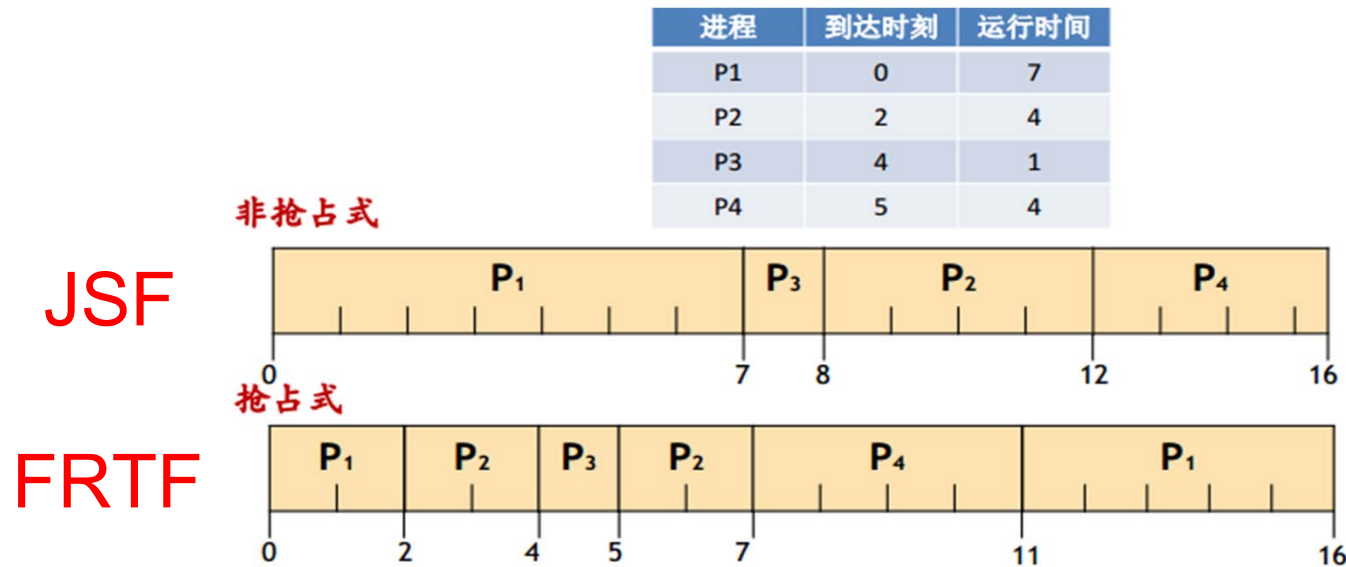 进程 到达时刻 运行时间
P1 0 7
P2 2 4
P3 4 1
P4 5 4
非抢占式
JSF
P₁ P₃ P₂ P₄
0 7 8 12 16
抢占式
FRTF
P₁ P₂ P₃ P₂ P₄ P₁
0 2 4 5 7 11 16